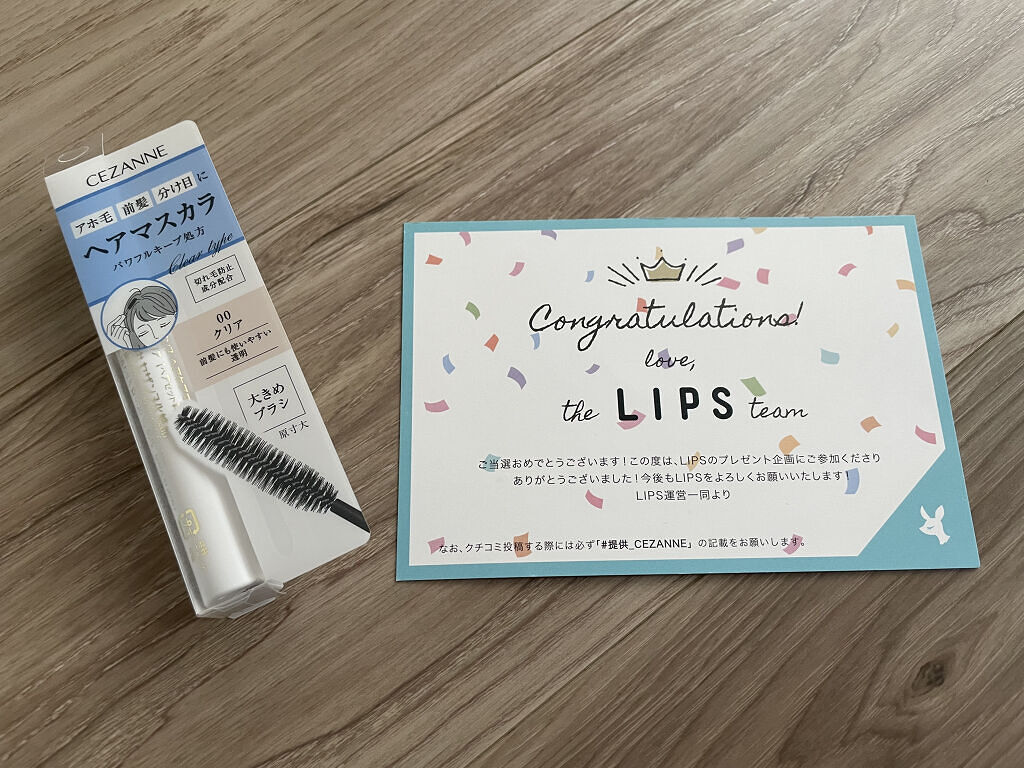 CEZANNE
アホ毛 前髪 分け目に
ヘアマスカラ
パワフルキープ処方
Clear type
切れ毛防止
成分配合
00
クリア
前髪にも使いやすい
透明
大きめ
ブラシ
原寸大
Congratulations!
love,
the LIPS team
ご当選おめでとうございます!この度は、LIPSのプレゼント企画にご参加くださり
ありがとうございました!今後もLIPSをよろしくお願いいたします!
LIPS運営一同より
なお、クチコミ投稿する際には必ず「#提供_CEZANNE」の記載をお願いします。